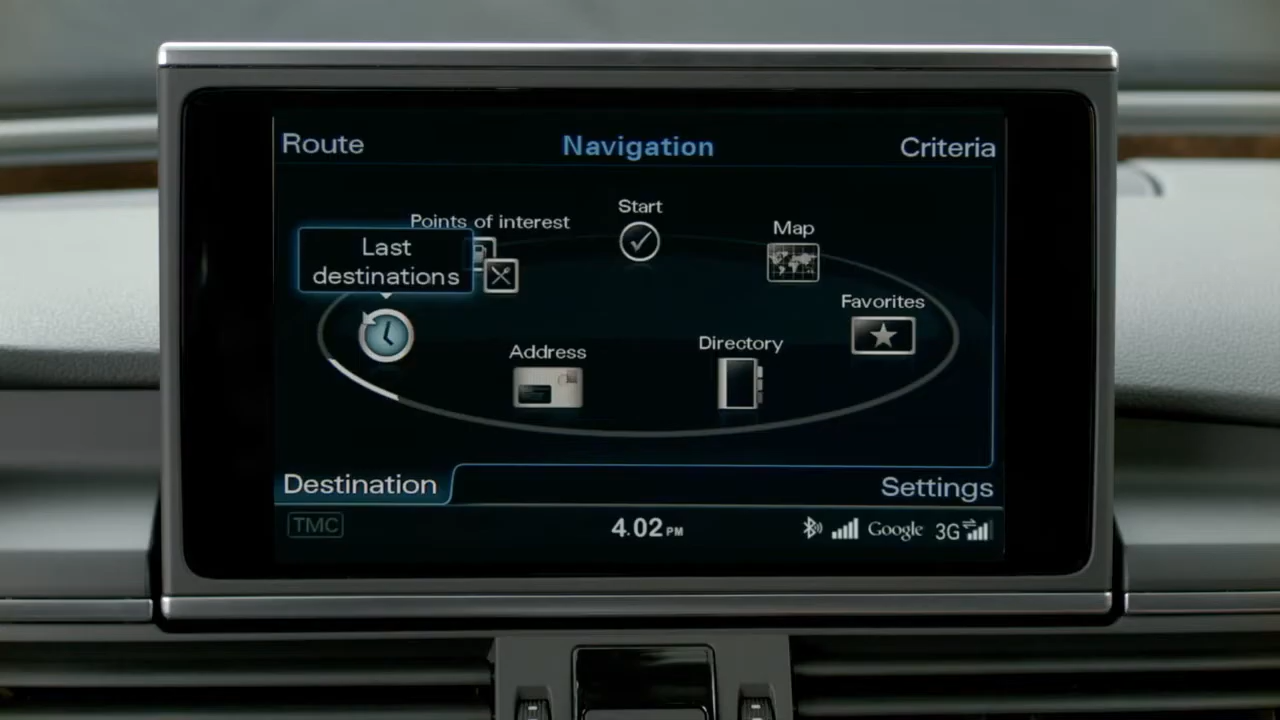 Route
Navigation
Criteria
Points of interest
Start
Map
Last
destinations
Favorites
Address
Directory
Destination
Settings
TMC
4.02 PM
Google
3G